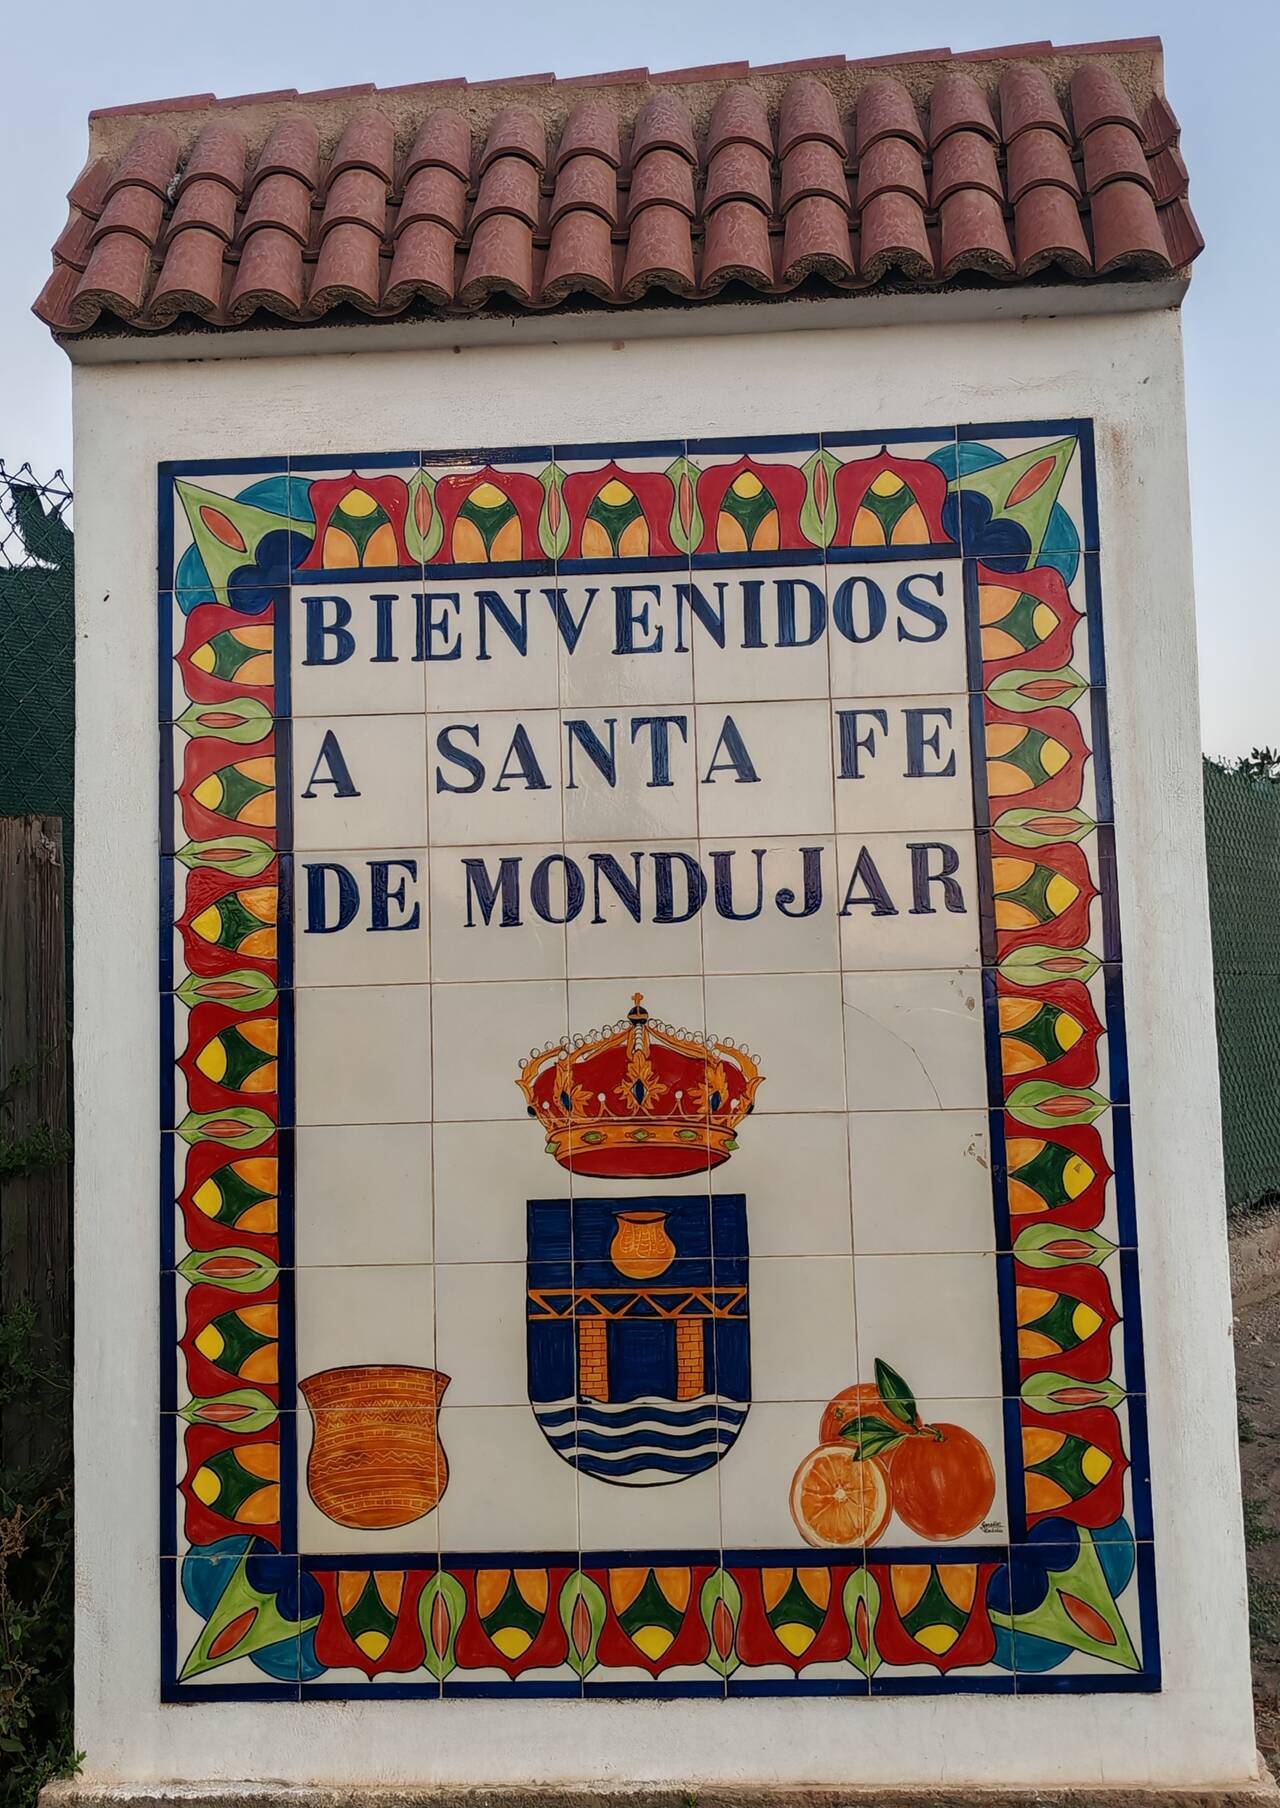 BIENVENIDOS
A SANTA FE
DE MONDUJAR